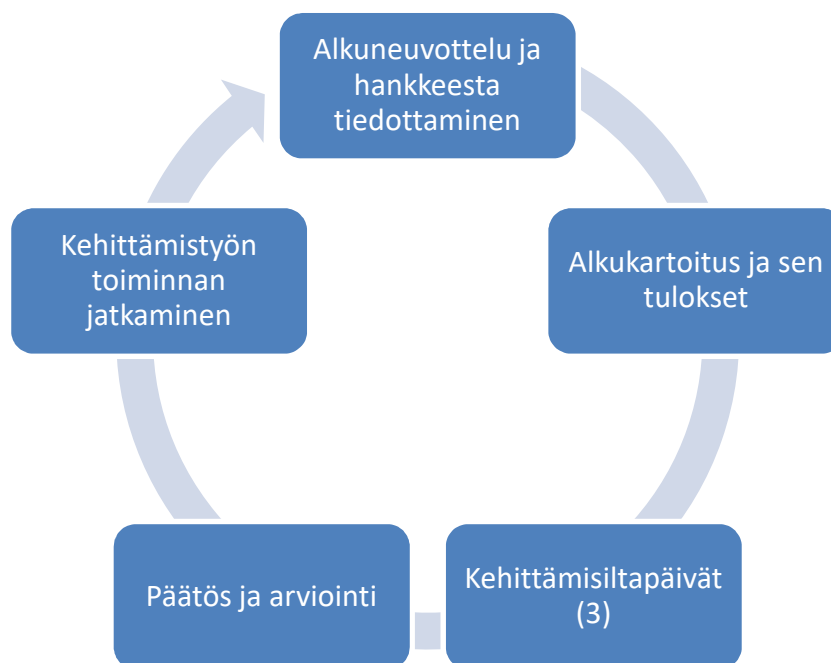 Alkuneuvottelu ja
hankkeesta
tiedottaminen
Alkukartoitus ja sen
tulokset
Kehittämisiltapäivät
(3)
Päätös ja arviointi
Kehittämistyön
toiminnan
jatkaminen